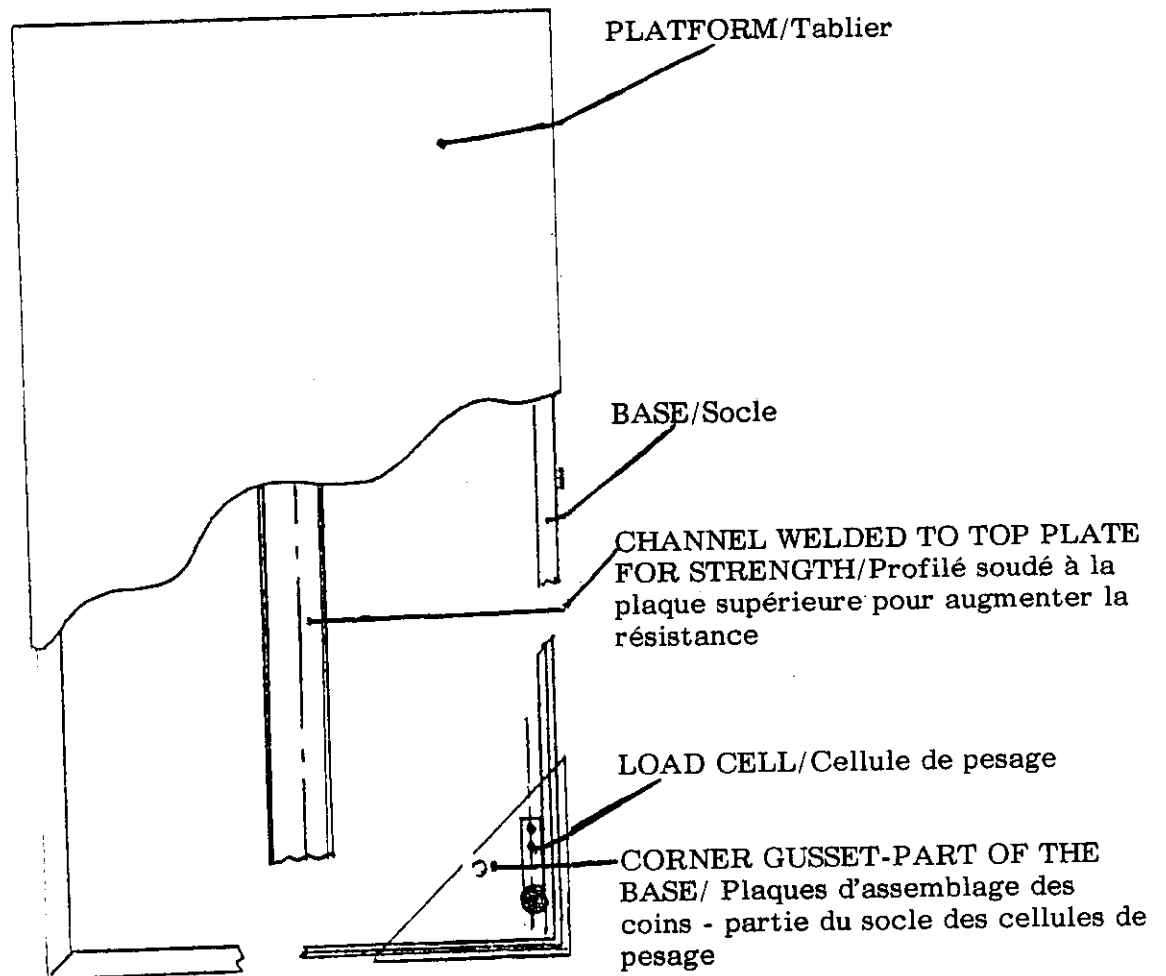 PLATFORM/Tablier
BASE/Socle
CHANNEL WELDED TO TOP PLATE
FOR STRENGTH/Profilé soudé à la
plaque supérieure pour augmenter la
résistance
LOAD CELL/Cellule de pesage
CORNER GUSSET-PART OF THE
BASE/ Plaques d'assemblage des
coins - partie du socle des cellules de
pesage